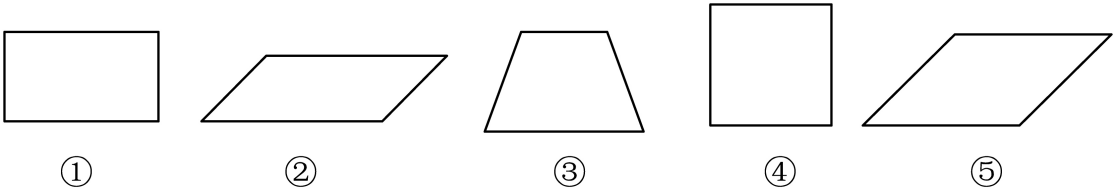 ① ② ③ ④ ⑤